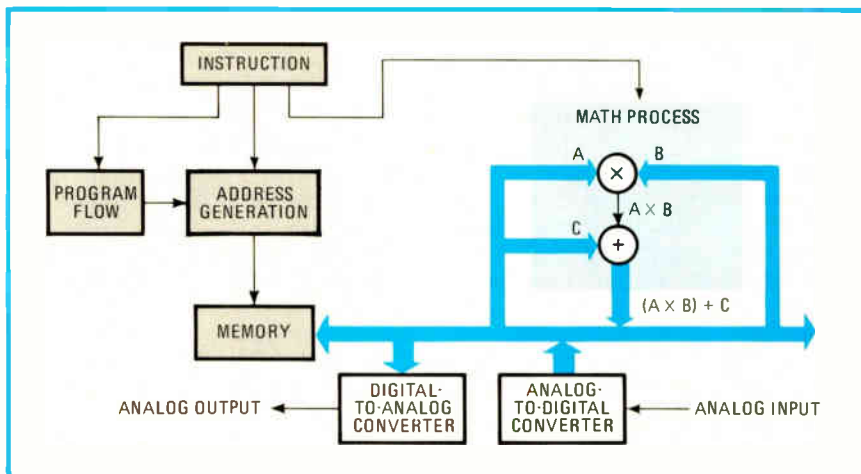 INSTRUCTION
MATH PROCESS
A
B
×
PROGRAM
FLOW
ADDRESS
GENERATION
A × B
C
+
(A × B) + C
MEMORY
ANALOG OUTPUT
DIGITAL-
TO-ANALOG
CONVERTER
ANALOG-
TO-DIGITAL
CONVERTER
ANALOG INPUT